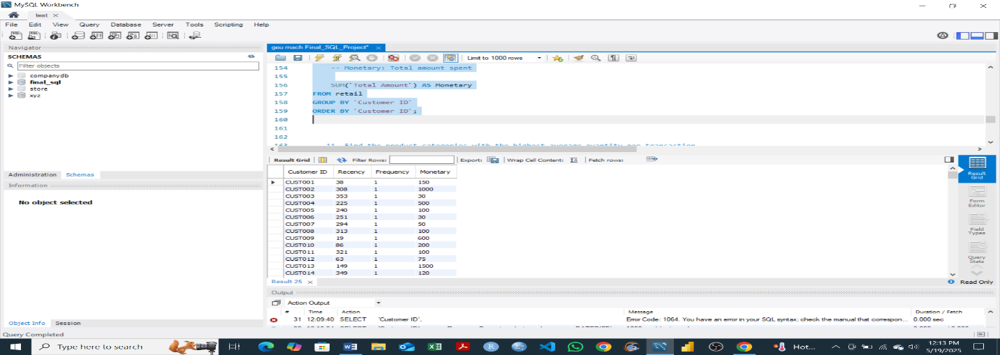 MySQL Workbench
test
File Edit View Query Database Server Tools Scripting Help
Navigator
SCHEMAS
Filter objects
companydb
final_sql
store
xyz
Administration Schemas
Information
No object selected
Object Info Session
Query Completed
geu mach Final_SQL_Project*
Limit to 1000 rows
154 -- Monetary: Total amount spent
155
156 SUM(`Total Amount`) AS Monetary
157 FROM retail
158 GROUP BY `Customer ID`
159 ORDER BY `Customer ID`;
160
161
162
163 11. Find the product categories with the highest average quantity per transaction
Result Grid Filter Rows: Export: Wrap Cell Content: Fetch rows:
Customer ID Recency Frequency Monetary
CUST001 38 1 150
CUST002 308 1 1000
CUST003 353 1 30
CUST004 225 1 500
CUST005 240 1 100
CUST006 251 1 30
CUST007 294 1 50
CUST008 313 1 100
CUST009 19 1 600
CUST010 86 1 200
CUST011 321 1 100
CUST012 63 1 75
CUST013 149 1 1500
CUST014 349 1 120
Result Grid
Form Editor
Field Types
Query Stats
Result 25
Read Only
Output
Action Output
# Time Action Message Duration / Fetch
31 12:09:40 SELECT `Customer ID`, Error Code: 1064. You have an error in your SQL syntax; check the manual that correspon... 0.000 sec
Type here to search
Hot...
12:13 PM
5/19/2025